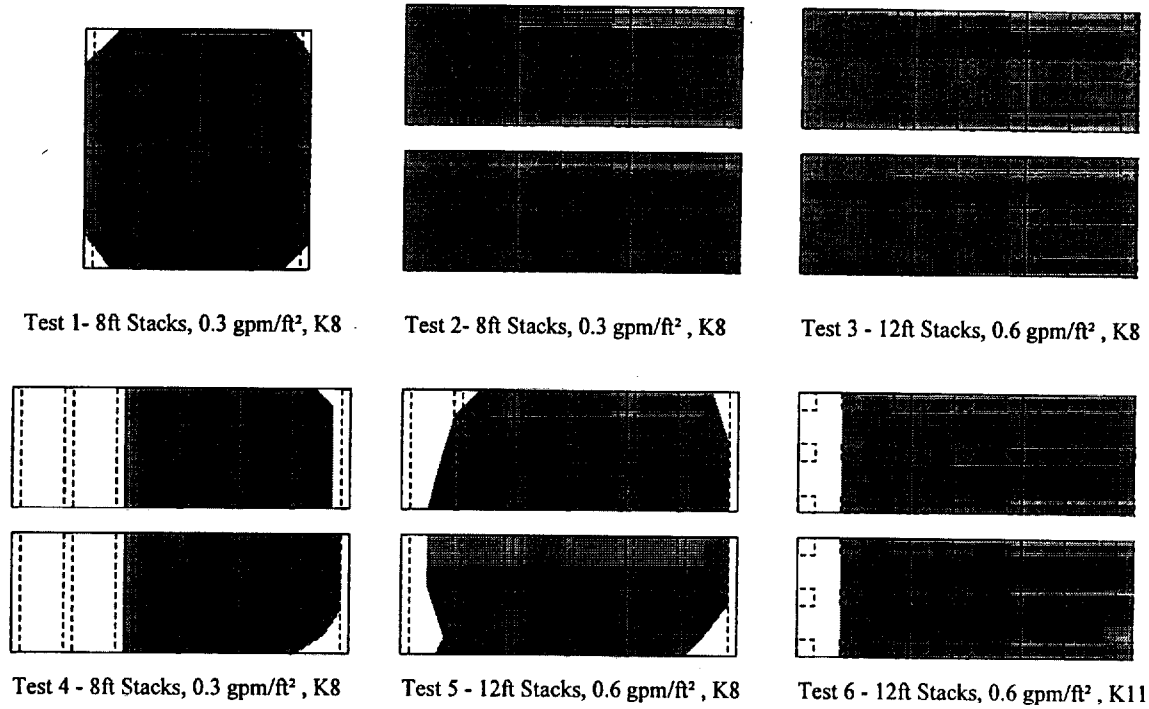 Test 1- 8ft Stacks, 0.3 gpm/ft², K8
Test 2- 8ft Stacks, 0.3 gpm/ft² , K8
Test 3 - 12ft Stacks, 0.6 gpm/ft² , K8
Test 4 - 8ft Stacks, 0.3 gpm/ft² , K8
Test 5 - 12ft Stacks, 0.6 gpm/ft² , K8
Test 6 - 12ft Stacks, 0.6 gpm/ft² , K11